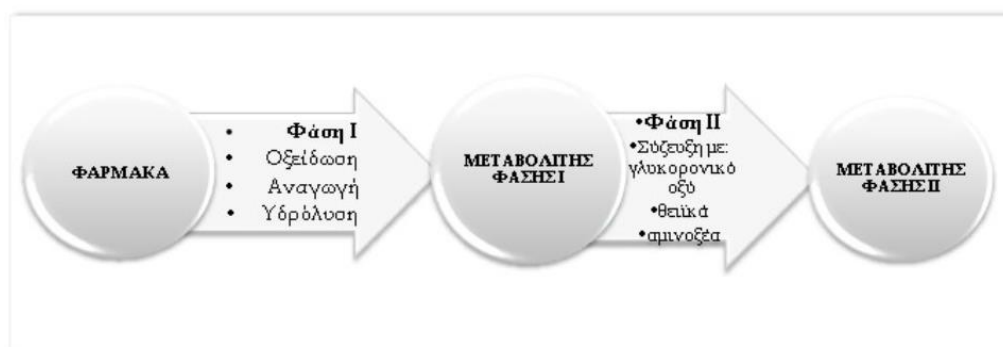 ΦΑΡΜΑΚΑ
• Φάση Ι
• Οξείδωση
• Αναγωγή
• Υδρόλυση
ΜΕΤΑΒΟΛΙΤΗΣ
ΦΑΣΗΣ Ι
•Φάση ΙΙ
•Σύζευξη με:
γλυκορονικό
οξύ
•θειϊκά
•αμινοξέα
ΜΕΤΑΒΟΛΙΤΗΣ
ΦΑΣΗΣ ΙΙ